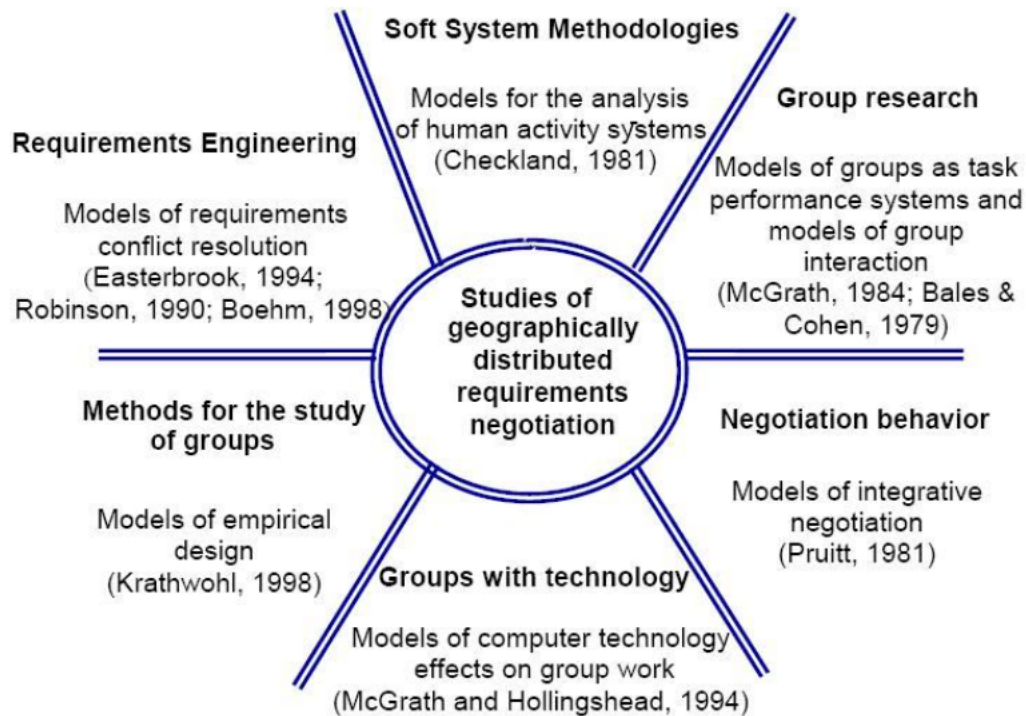 Soft System Methodologies
Models for the analysis
of human activity systems
(Checkland, 1981)
Group research
Models of groups as task
performance systems and
models of group
interaction
(McGrath, 1984; Bales &
Cohen, 1979)
Requirements Engineering
Models of requirements
conflict resolution
(Easterbrook, 1994;
Robinson, 1990; Boehm, 1998)
Studies of
geographically
distributed
requirements
negotiation
Methods for the study
of groups
Models of empirical
design
(Krathwohl, 1998)
Groups with technology
Models of computer technology
effects on group work
(McGrath and Hollingshead, 1994)
Negotiation behavior
Models of integrative
negotiation
(Pruitt, 1981)